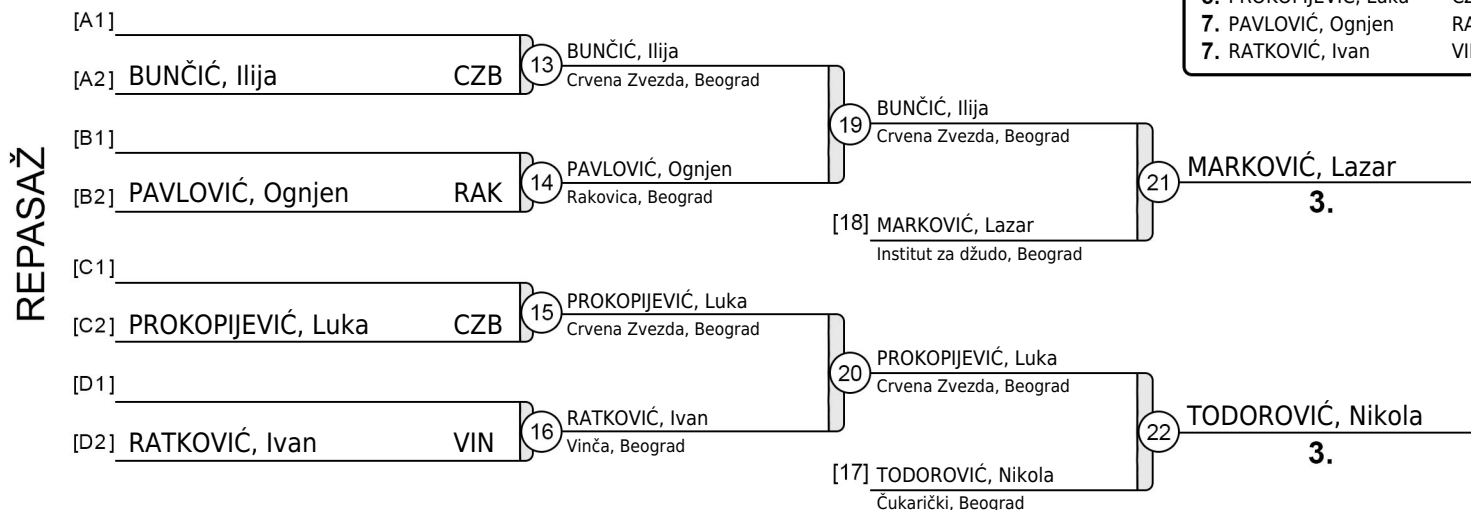 REPASAŽ
[A1]
[A2] BUNČIĆ, Ilija CZB
13
BUNČIĆ, Ilija
Crvena Zvezda, Beograd
[B1]
[B2] PAVLOVIĆ, Ognjen RAK
14
PAVLOVIĆ, Ognjen
Rakovica, Beograd
[C1]
[C2] PROKOPIJEVIĆ, Luka CZB
15
PROKOPIJEVIĆ, Luka
Crvena Zvezda, Beograd
[D1]
[D2] RATKOVIĆ, Ivan VIN
16
RATKOVIĆ, Ivan
Vinča, Beograd
19
BUNČIĆ, Ilija
Crvena Zvezda, Beograd
[18] MARKOVIĆ, Lazar
Institut za džudo, Beograd
20
PROKOPIJEVIĆ, Luka
Crvena Zvezda, Beograd
[17] TODOROVIĆ, Nikola
Čukarički, Beograd
21
MARKOVIĆ, Lazar
3.
22
TODOROVIĆ, Nikola
3.
PROKOPIJEVIĆ, Luka
7. PAVLOVIĆ, Ognjen
7. RATKOVIĆ, Ivan